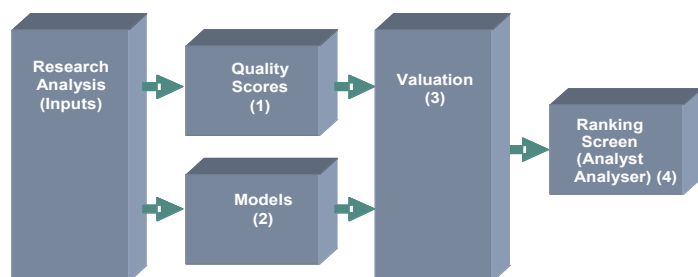 Research
Analysis
(Inputs)
Quality
Scores
(1)
Models
(2)
Valuation
(3)
Ranking
Screen
(Analyst
Analyser) (4)